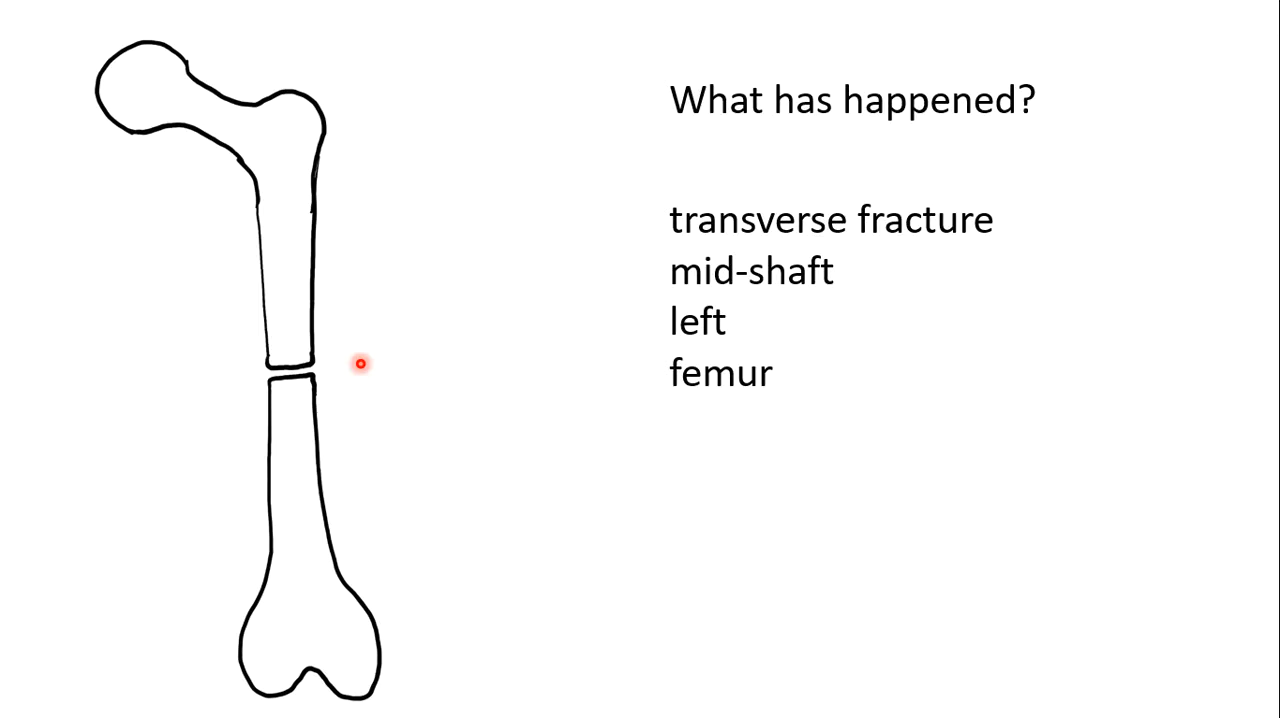 What has happened?
transverse fracture
mid-shaft
left
femur